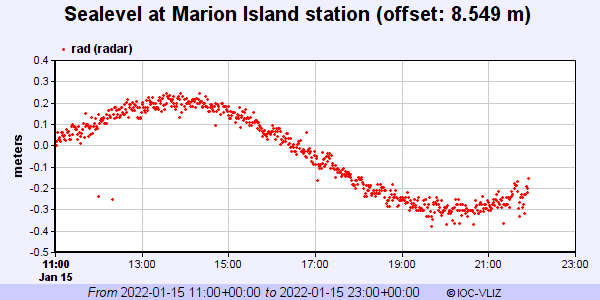 Sealevel at Marion Island station (offset: 8.549 m)
rad (radar)
0.4
0.3
0.2
0.1
0.0
-0.1
-0.2
-0.3
-0.4
-0.5
meters
11:00 13:00 15:00 17:00 19:00 21:00 23:00
Jan 15
From 2022-01-15 11:00+00:00 to 2022-01-15 23:00+00:00 © IOC-VLIZ